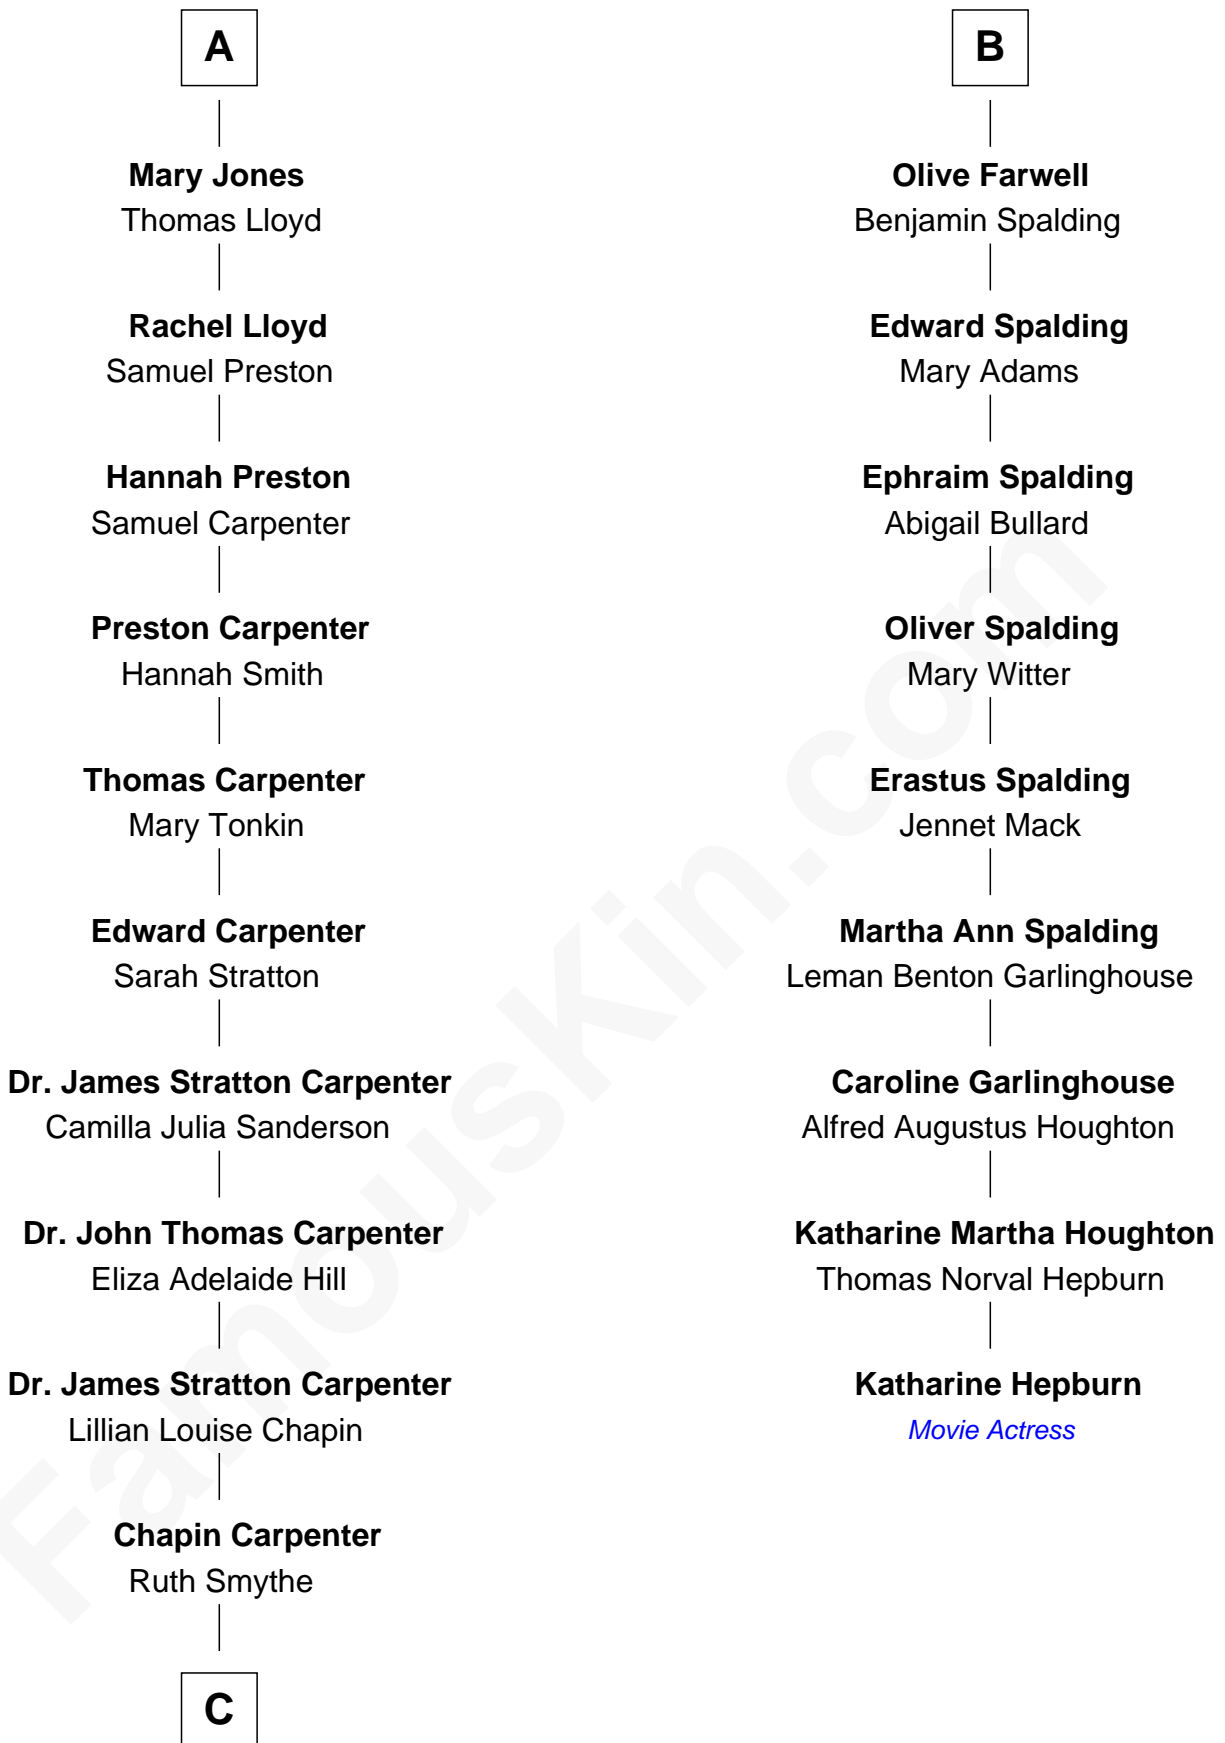 A
Mary Jones
Thomas Lloyd
Rachel Lloyd
Samuel Preston
Hannah Preston
Samuel Carpenter
Preston Carpenter
Hannah Smith
Thomas Carpenter
Mary Tonkin
Edward Carpenter
Sarah Stratton
Dr. James Stratton Carpenter
Camilla Julia Sanderson
Dr. John Thomas Carpenter
Eliza Adelaide Hill
Dr. James Stratton Carpenter
Lillian Louise Chapin
Chapin Carpenter
Ruth Smythe
C
B
Olive Farwell
Benjamin Spalding
Edward Spalding
Mary Adams
Ephraim Spalding
Abigail Bullard
Oliver Spalding
Mary Witter
Erastus Spalding
Jennet Mack
Martha Ann Spalding
Leman Benton Garlinghouse
Caroline Garlinghouse
Alfred Augustus Houghton
Katharine Martha Houghton
Thomas Norval Hepburn
Katharine Hepburn
Movie Actress
FamousKin.com